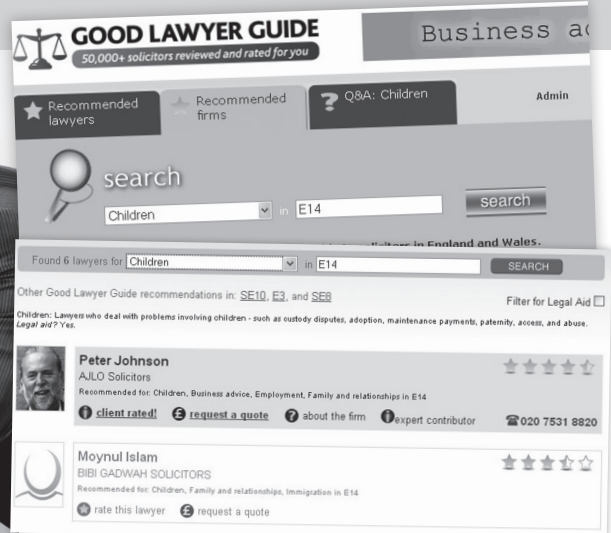 GOOD LAWYER GUIDE
50,000+ solicitors reviewed and rated for you
Business
Recommended lawyers
Recommended firms
? Q&A: Children
Admin
search
Children in E14 search
solicitors in England and Wales.
Found 6 lawyers for Children in E14 SEARCH
Other Good Lawyer Guide recommendations in: SE10, E3, and SE8
Filter for Legal Aid
Children: Lawyers who deal with problems involving children - such as custody disputes, adoption, maintenance payments, paternity, access, and abuse.
Legal aid? Yes.
Peter Johnson
AJLO Solicitors
Recommended for: Children, Business advice, Employment, Family and relationships in E14
client rated! £ request a quote ? about the firm expert contributor ☎020 7531 8820
Moynul Islam
BIBI GADWAH SOLICITORS
Recommended for: Children, Family and relationships, Immigration in E14
rate this lawyer £ request a quote